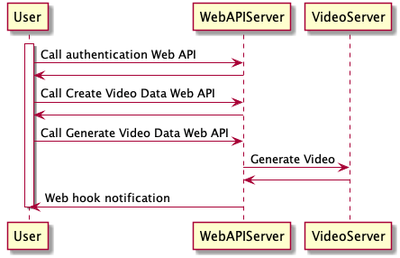 User WebAPIServer VideoServer
Call authentication Web API
Call Create Video Data Web API
Call Generate Video Data Web API
Generate Video
Web hook notification
User WebAPIServer VideoServer